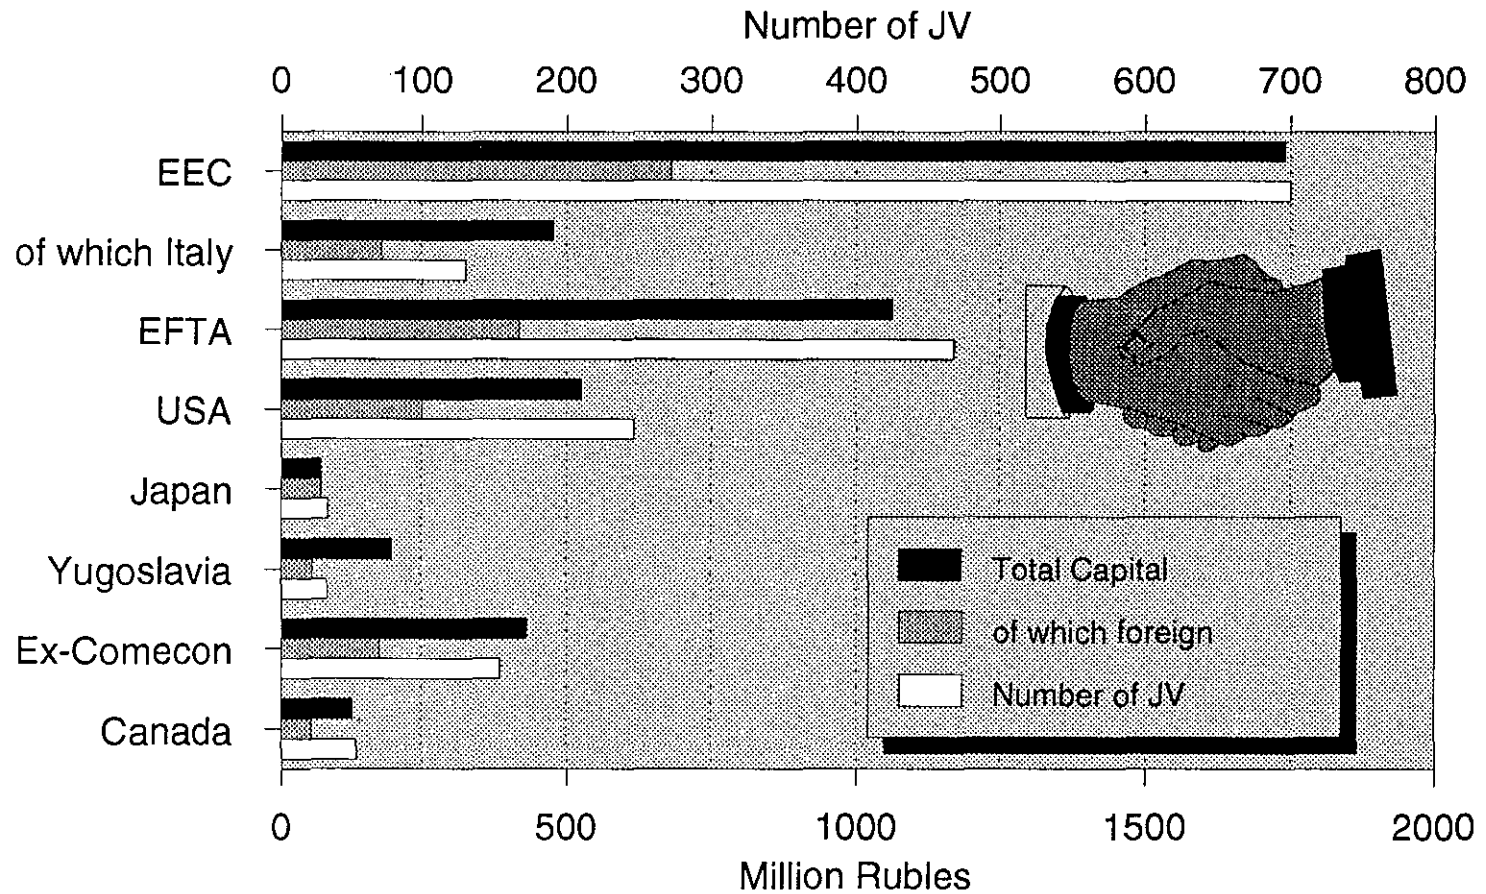 Number of JV
0 100 200 300 400 500 600 700 800
EEC
of which Italy
EFTA
USA
Japan
Yugoslavia
Ex-Comecon
Canada
Total Capital
of which foreign
Number of JV
0 500 1000 1500 2000
Million Rubles